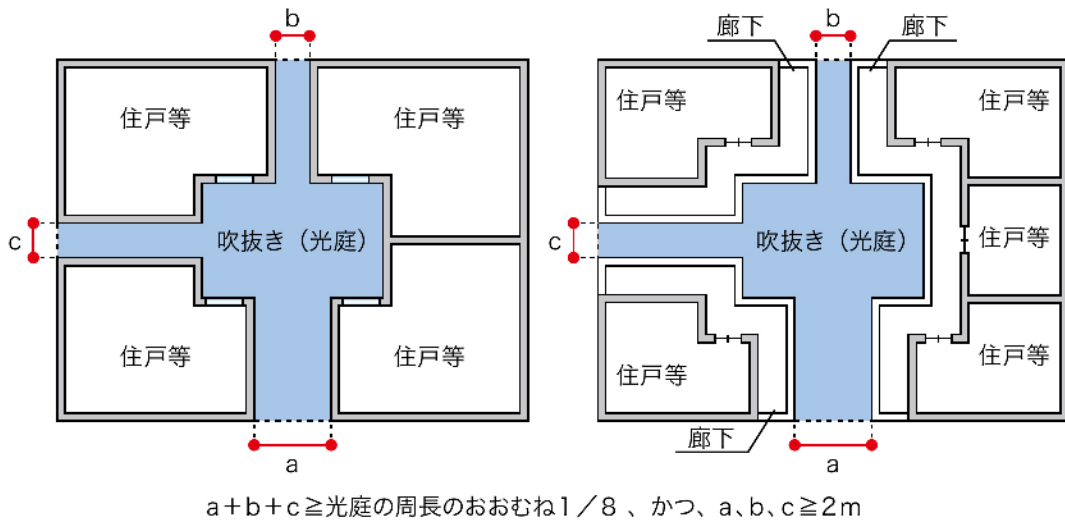 b
住戸等
住戸等
c
吹抜き（光庭）
住戸等
住戸等
a
廊下
b
廊下
住戸等
住戸等
c
吹抜き（光庭）
住戸等
住戸等
住戸等
廊下
a
a+b+c≧光庭の周長のおおむね1／8 、かつ、a,b,c≧2m